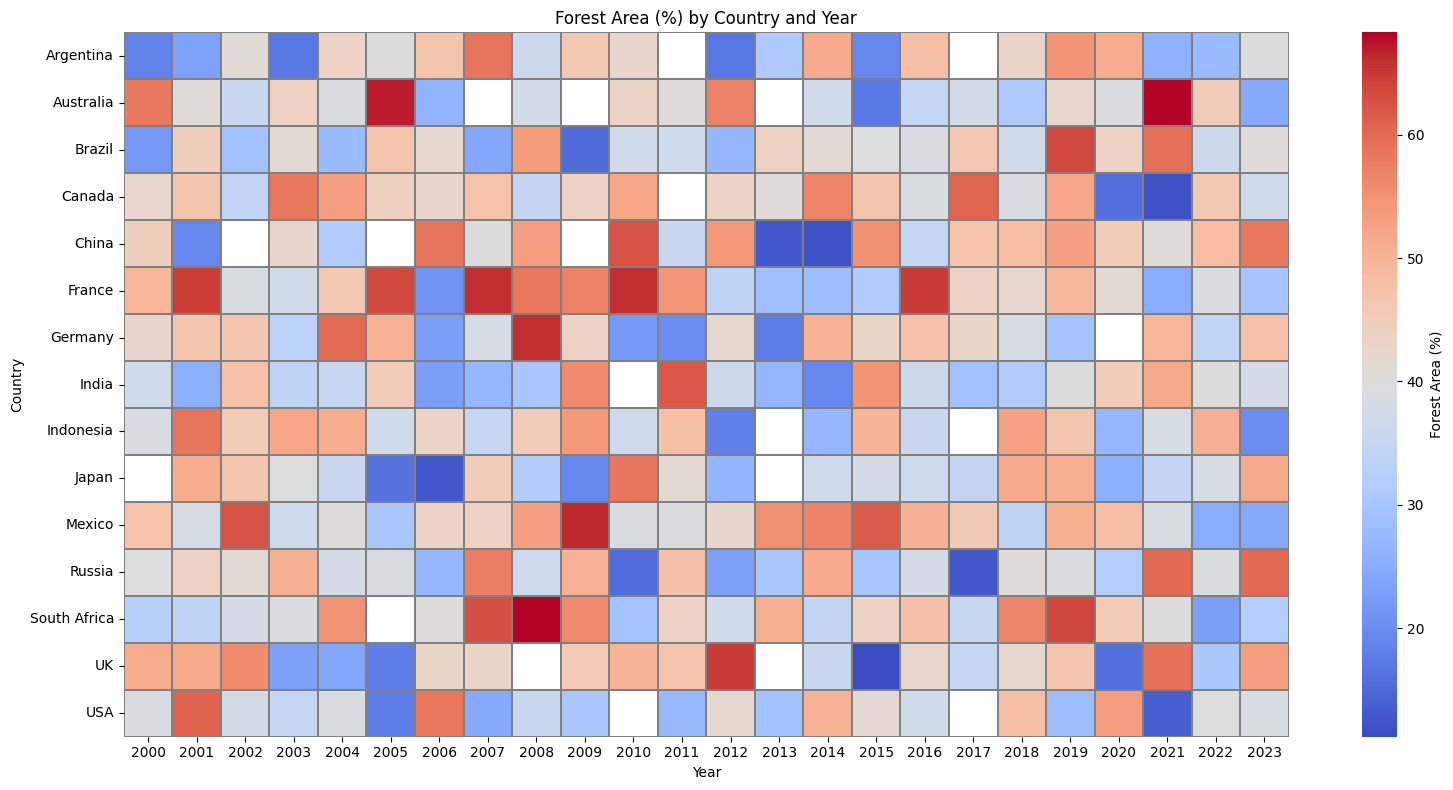 Forest Area (%) by Country and Year
Country
Argentina
Australia
Brazil
Canada
China
France
Germany
India
Indonesia
Japan
Mexico
Russia
South Africa
UK
USA
2000 2001 2002 2003 2004 2005 2006 2007 2008 2009 2010 2011 2012 2013 2014 2015 2016 2017 2018 2019 2020 2021 2022 2023
Year
60
50
40
30
20
Forest Area (%)